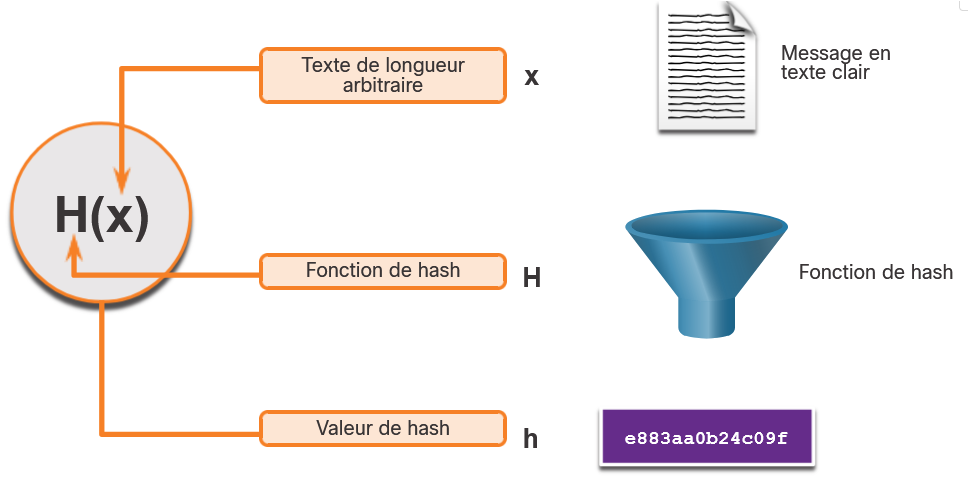 Texte de longueur
arbitraire
x
Message en
texte clair
H(x)
Fonction de hash
H
Fonction de hash
Valeur de hash
h
e883aa0b24c09f